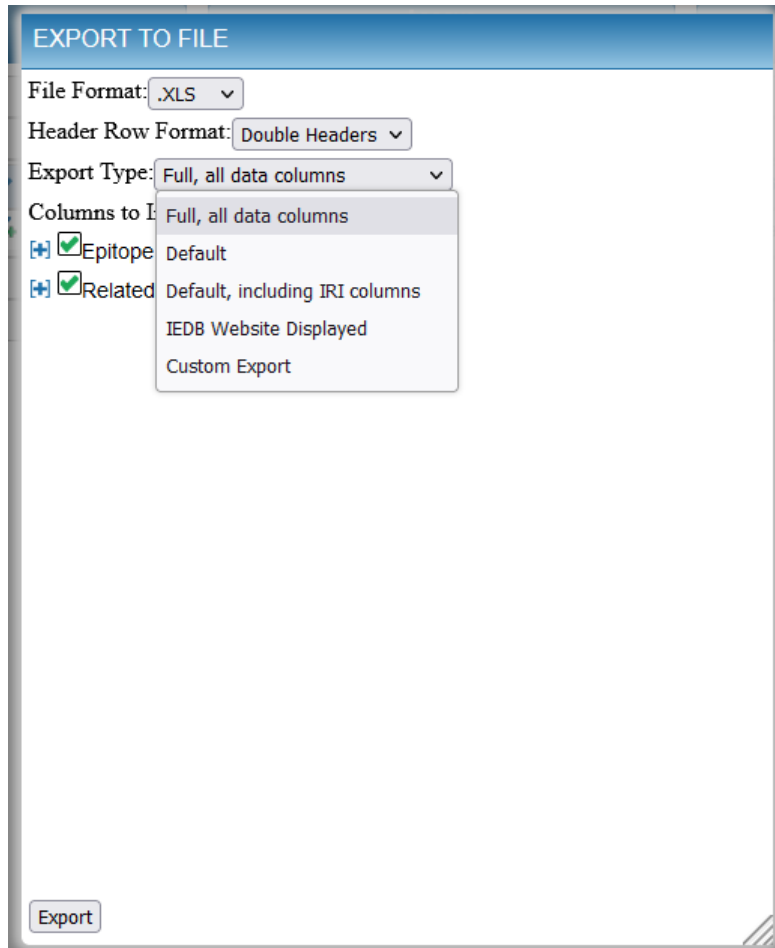 EXPORT TO FILE
File Format: .XLS
Header Row Format: Double Headers
Export Type: Full, all data columns
Columns to
Full, all data columns
[+] Epitope
Default
[+] Related
Default, including IRI columns
IEDB Website Displayed
Custom Export
Export